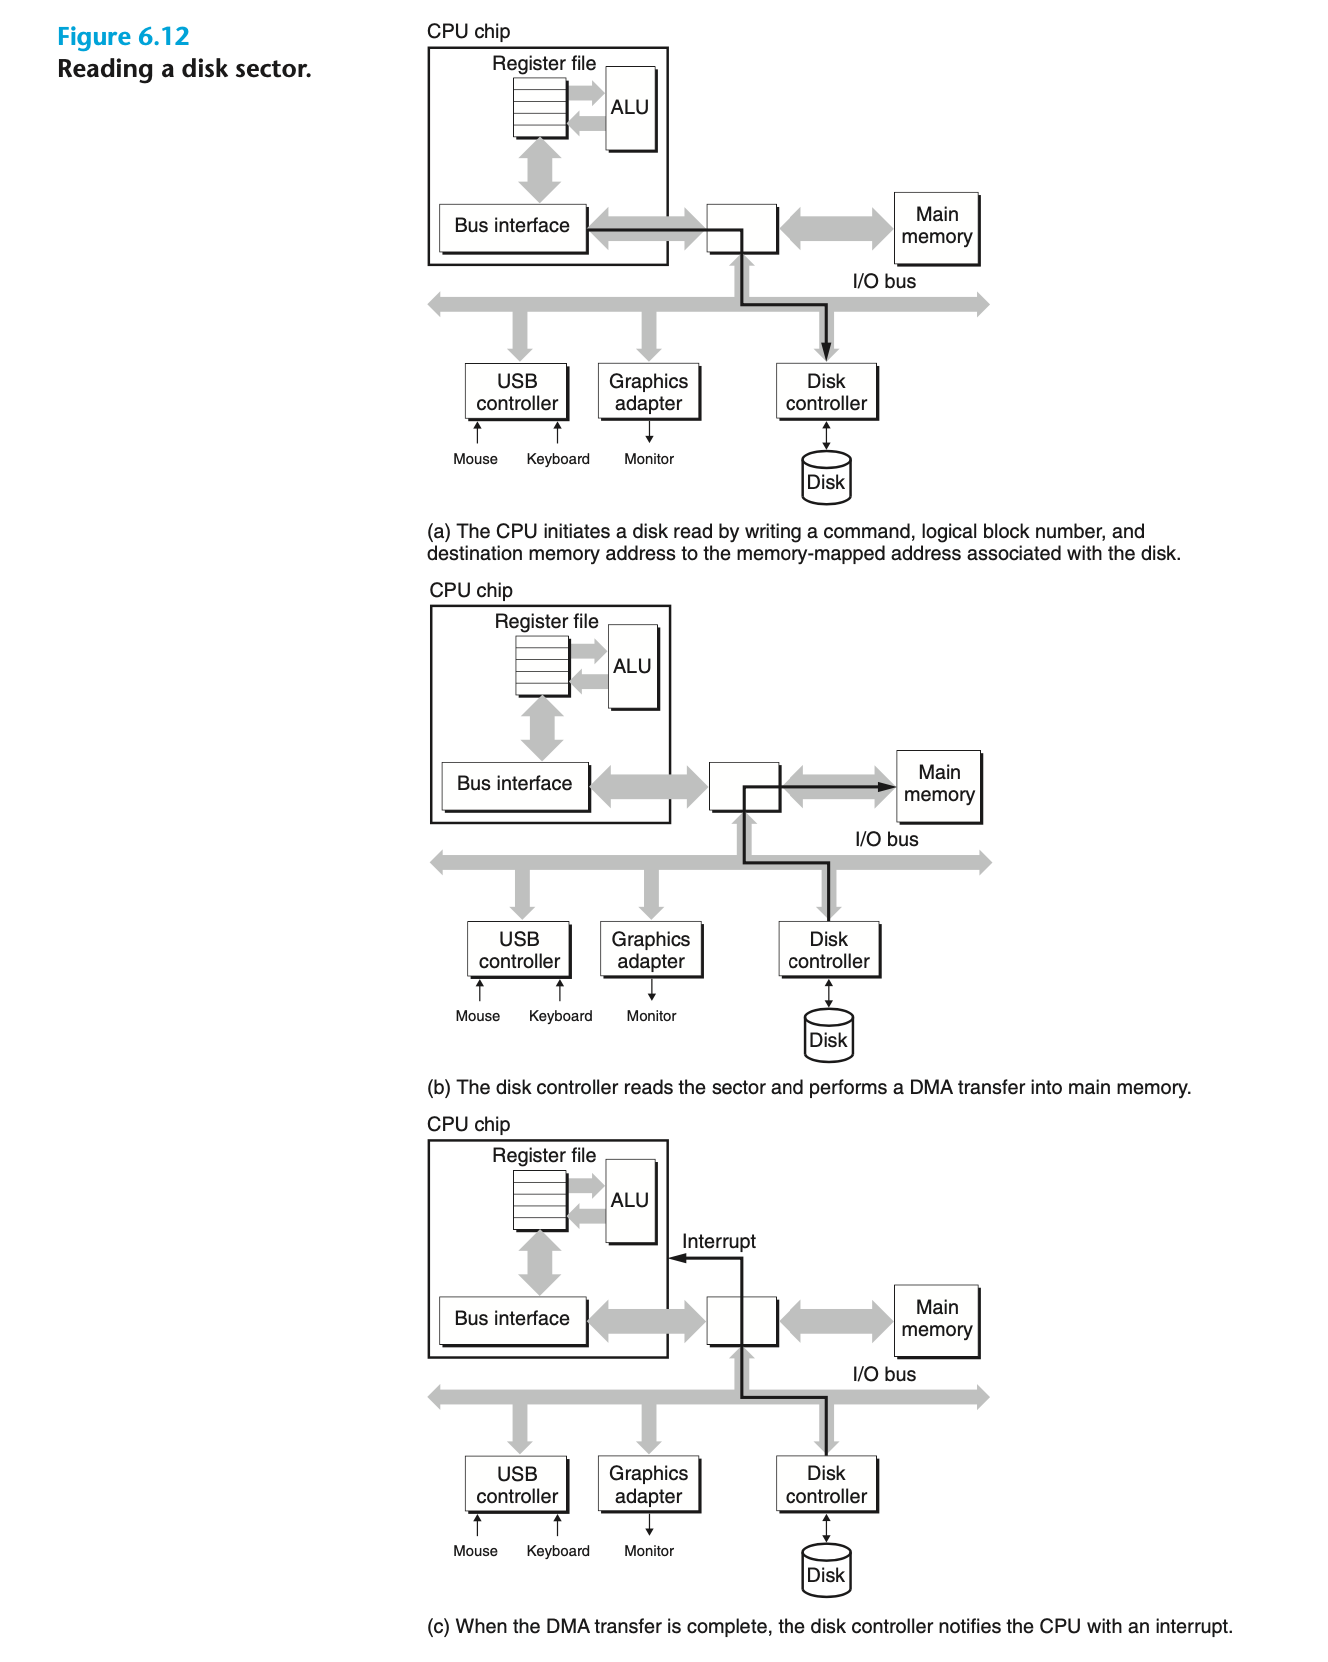 Figure 6.12
Reading a disk sector.
CPU chip
Register file
ALU
Bus interface
Main
memory
I/O bus
USB
controller
Graphics
adapter
Disk
controller
Mouse
Keyboard
Monitor
Disk
(a) The CPU initiates a disk read by writing a command, logical block number, and
destination memory address to the memory-mapped address associated with the disk.
CPU chip
Register file
ALU
Bus interface
Main
memory
I/O bus
USB
controller
Graphics
adapter
Disk
controller
Mouse
Keyboard
Monitor
Disk
(b) The disk controller reads the sector and performs a DMA transfer into main memory.
CPU chip
Register file
ALU
Interrupt
Bus interface
Main
memory
I/O bus
USB
controller
Graphics
adapter
Disk
controller
Mouse
Keyboard
Monitor
Disk
(c) When the DMA transfer is complete, the disk controller notifies the CPU with an interrupt.